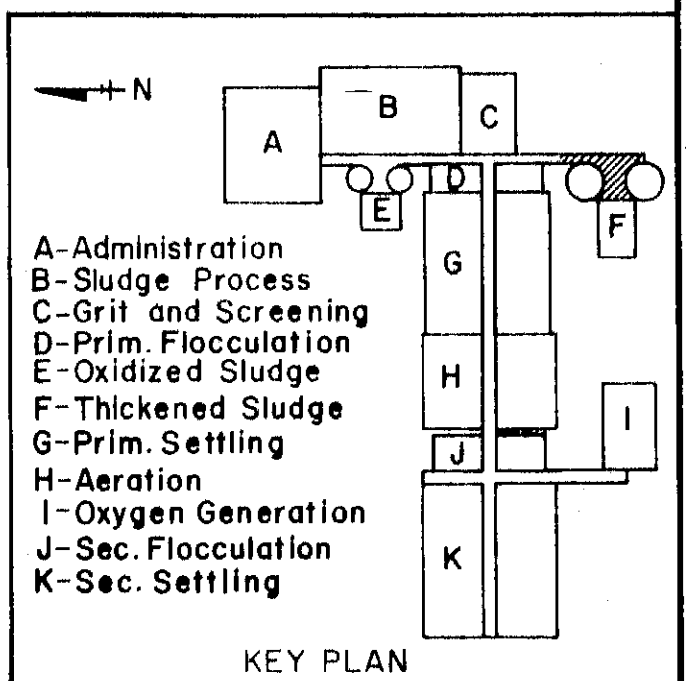 N
B
C
A
D
E
F
G
A-Administration
B-Sludge Process
C-Grit and Screening
D-Prim. Flocculation
E-Oxidized Sludge
F-Thickened Sludge
G-Prim. Settling
H-Aeration
I-Oxygen Generation
J-Sec. Flocculation
K-Sec. Settling
H
I
J
K
KEY PLAN